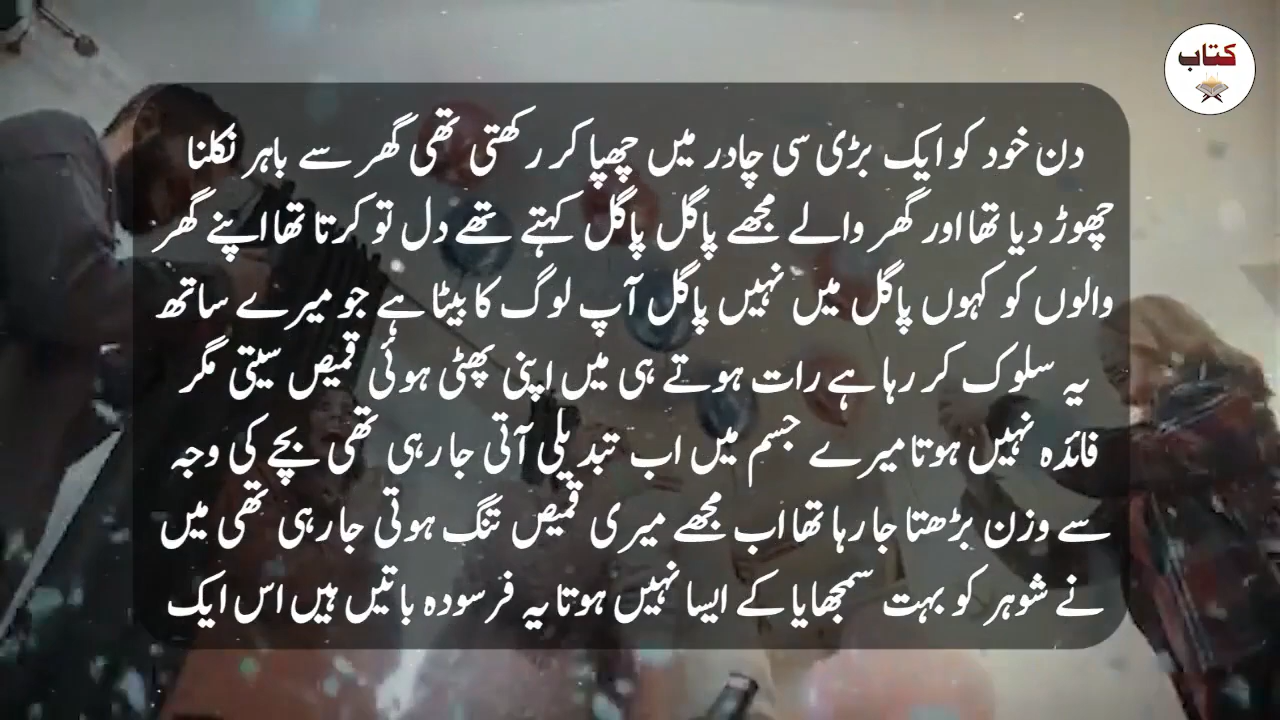 کتاب
دن خود کو ایک بڑی سی چادر میں چھپا کر رکھتی تھی گھر سے باہر نکلنا
چھوڑ دیا تھا اور گھر والے مجھے پاگل پاگل کہتے تھے دل تو کرتا تھا اپنے گھر
والوں کو کہوں پاگل میں نہیں پاگل آپ لوگ کا بیٹا ہے جو میرے ساتھ
یہ سلوک کر رہا ہے رات ہوتے ہی میں اپنی پھٹی ہوئی قمیص سیتی مگر
فائدہ نہیں ہوتا میرے جسم میں اب تبدیلی آتی جا رہی تھی بچے کی وجہ
سے وزن بڑھتا جا رہا تھا اب مجھے میری قمیص تنگ ہوتی جا رہی تھی میں
نے شوہر کو بہت سمجھایا کے ایسا نہیں ہوتا یہ فرسودہ باتیں ہیں اس ایک